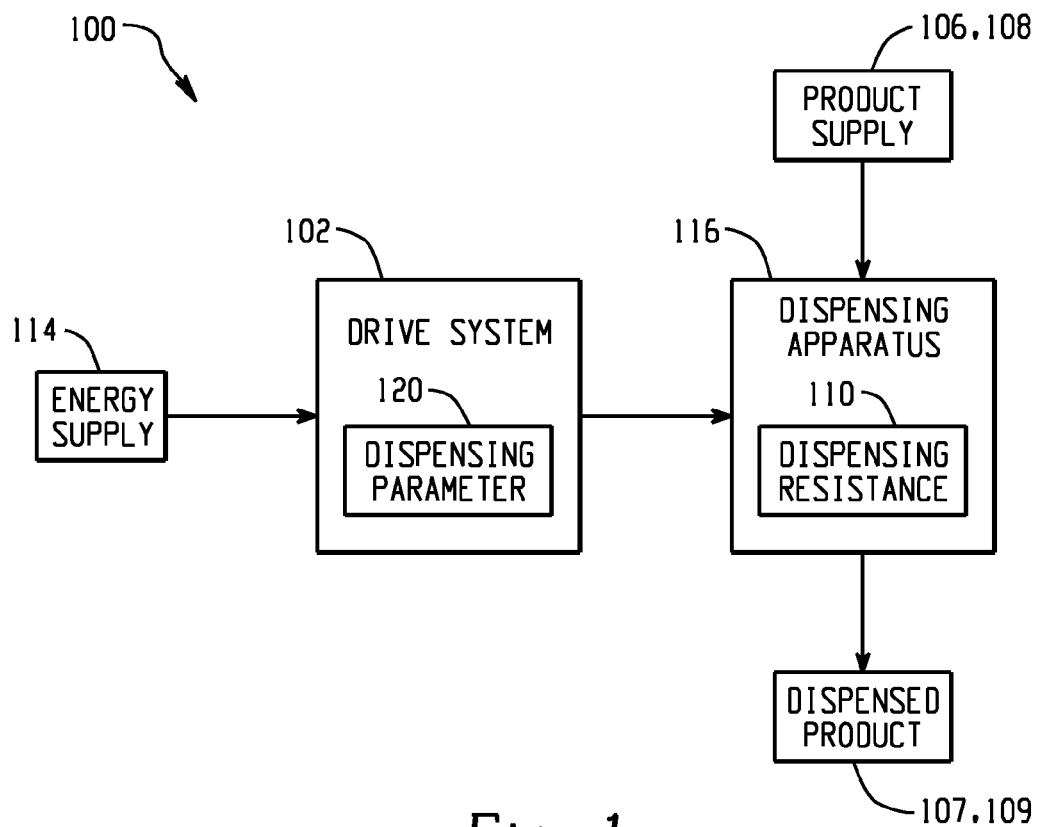 100
106,108
PRODUCT
SUPPLY
102
116
DISPENSING
APPARATUS
DRIVE SYSTEM
114
ENERGY
SUPPLY
120
110
DISPENSING
PARAMETER
DISPENSING
RESISTANCE
DISPENSED
PRODUCT
107,109